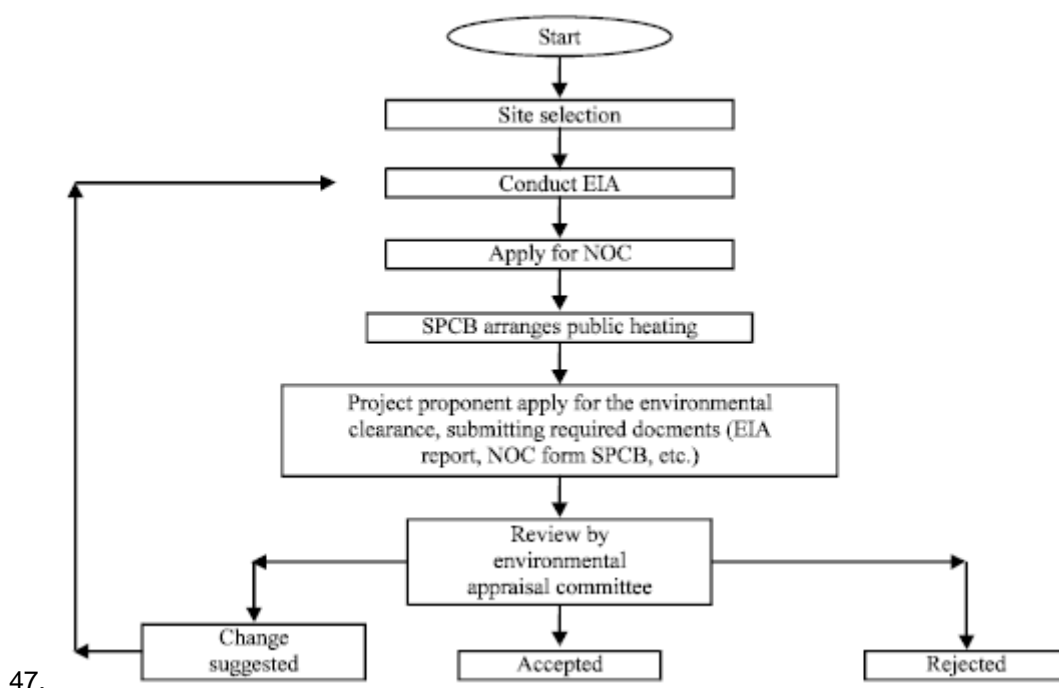 Start
Site selection
Conduct EIA
Apply for NOC
SPCB arranges public heating
Project proponent apply for the environmental
clearance, submitting required docments (EIA
report, NOC form SPCB, etc.)
Review by
environmental
appraisal committee
Change
suggested
Accepted
Rejected
47.